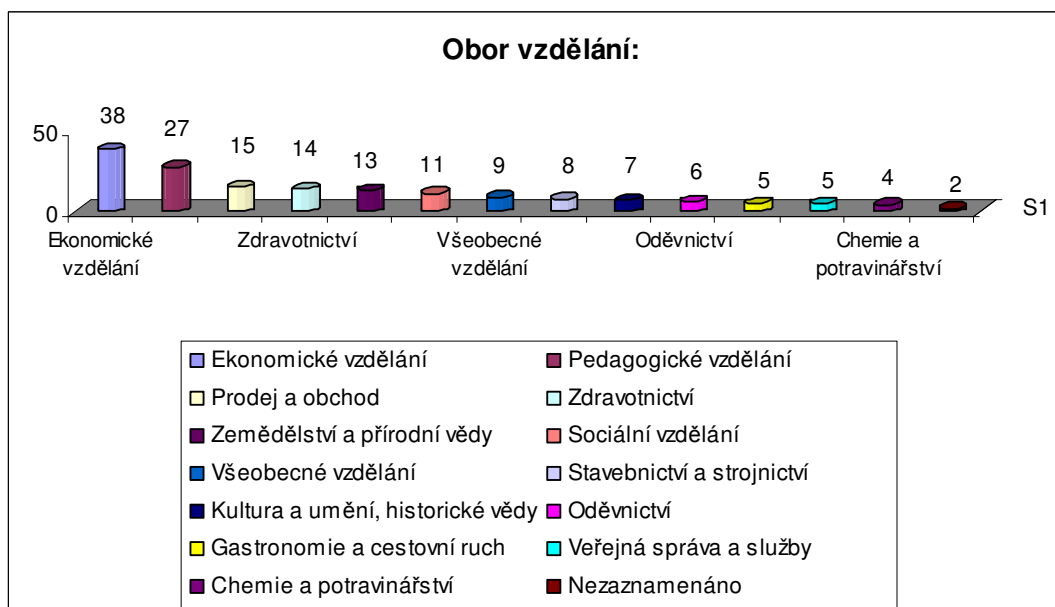 Obor vzdělání:
38 27 15 14 13 11 9 8 7 6 5 5 4 2
50
0
S1
Ekonomické vzdělání
Zdravotnictví
Všeobecné vzdělání
Oděvnictví
Chemie a potravinářství
Ekonomické vzdělání
Pedagogické vzdělání
Prodej a obchod
Zdravotnictví
Zemědělství a přírodní vědy
Sociální vzdělání
Všeobecné vzdělání
Stavebnictví a strojnictví
Kultura a umění, historické vědy
Oděvnictví
Gastronomie a cestovní ruch
Veřejná správa a služby
Chemie a potravinářství
Nezaznamenáno